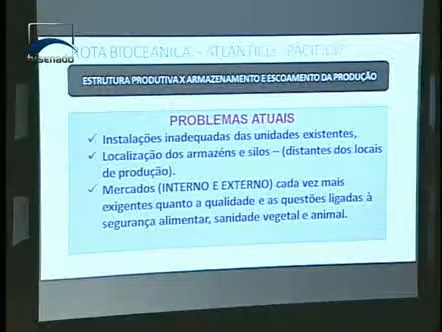 ROTA BIOCEÂNICA - ATLÂNTICO - PACÍFICO
tv senado
ESTRUTURA PRODUTIVA X ARMAZENAMENTO E ESCOAMENTO DA PRODUÇÃO
PROBLEMAS ATUAIS
✓ Instalações inadequadas das unidades existentes,
✓ Localização dos armazéns e silos – (distantes dos locais
de produção).
✓ Mercados (INTERNO E EXTERNO) cada vez mais
exigentes quanto a qualidade e as questões ligadas à
segurança alimentar, sanidade vegetal e animal.